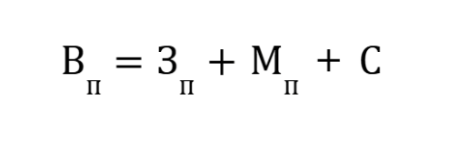 Вп = Зп + Мп + С